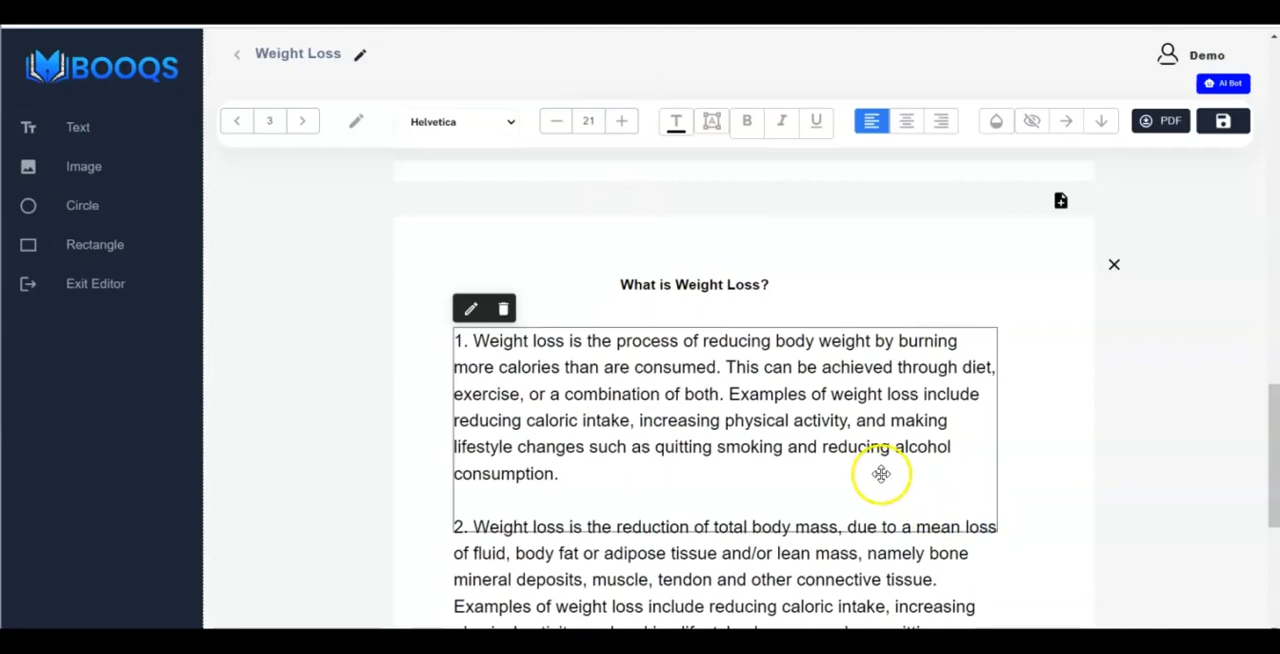 BOOQS
Weight Loss
Demo
AI Bot
Text
Image
Circle
Rectangle
Exit Editor
3
Helvetica
21
T
A
B
I
U
PDF
What is Weight Loss?
1. Weight loss is the process of reducing body weight by burning
more calories than are consumed. This can be achieved through diet,
exercise, or a combination of both. Examples of weight loss include
reducing caloric intake, increasing physical activity, and making
lifestyle changes such as quitting smoking and reducing alcohol
consumption.
2. Weight loss is the reduction of total body mass, due to a mean loss
of fluid, body fat or adipose tissue and/or lean mass, namely bone
mineral deposits, muscle, tendon and other connective tissue.
Examples of weight loss include reducing caloric intake, increasing